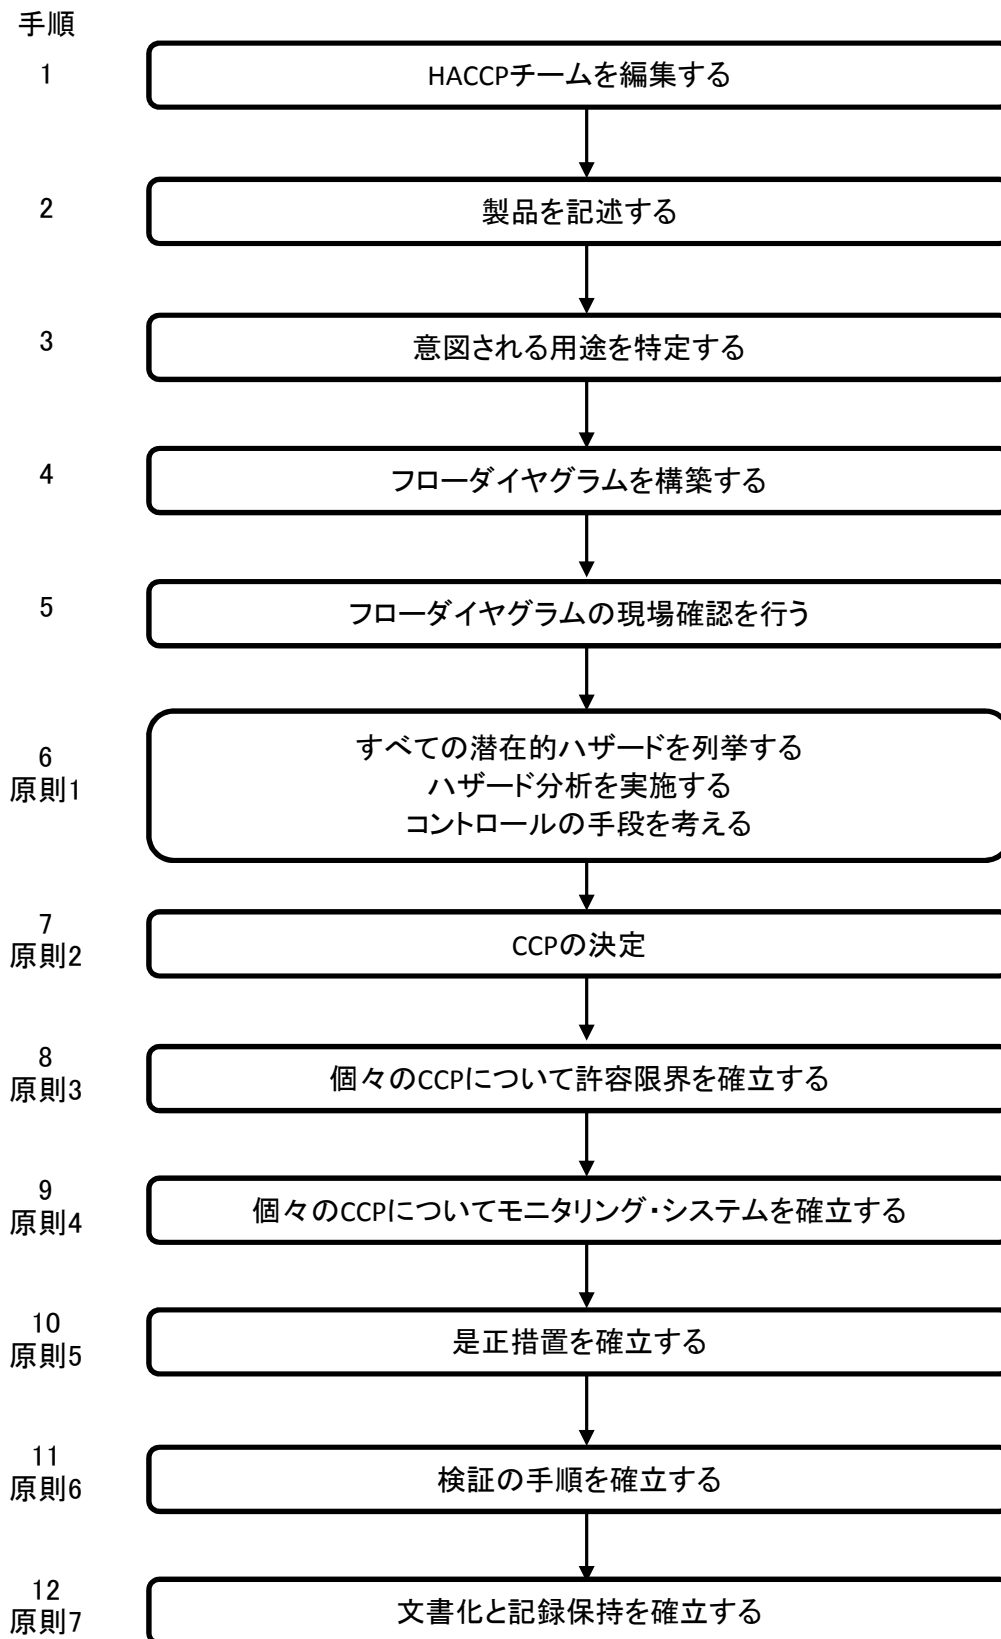 手順
1
HACCPチームを編集する
2
製品を記述する
3
意図される用途を特定する
4
フローダイヤグラムを構築する
5
フローダイヤグラムの現場確認を行う
6
原則1
すべての潜在的ハザードを列挙する
ハザード分析を実施する
コントロールの手段を考える
7
原則2
CCPの決定
8
原則3
個々のCCPについて許容限界を確立する
9
原則4
個々のCCPについてモニタリング・システムを確立する
10
原則5
是正措置を確立する
11
原則6
検証の手順を確立する
12
原則7
文書化と記録保持を確立する